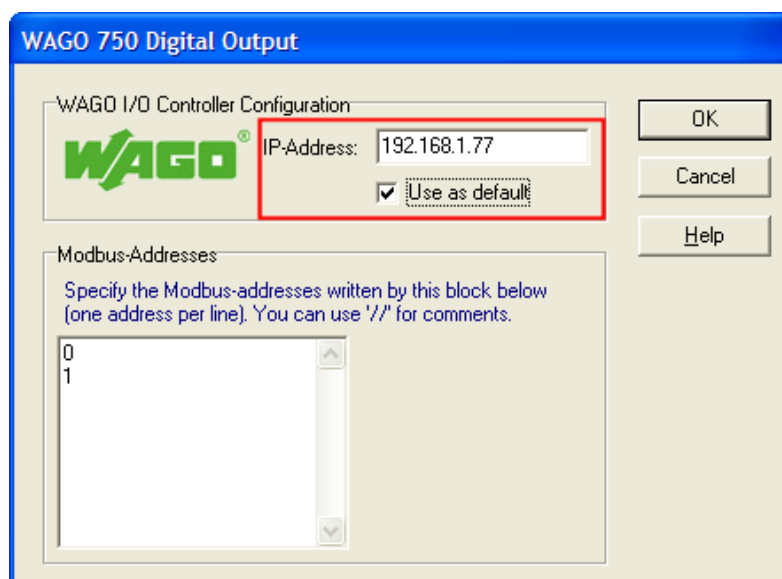 WAGO 750 Digital Output
WAGO I/O Controller Configuration
WAGO®
IP-Address:
192.168.1.77
Use as default
OK
Cancel
Help
Modbus-Addresses
Specify the Modbus-addresses written by this block below
(one address per line). You can use '//' for comments.
0
1